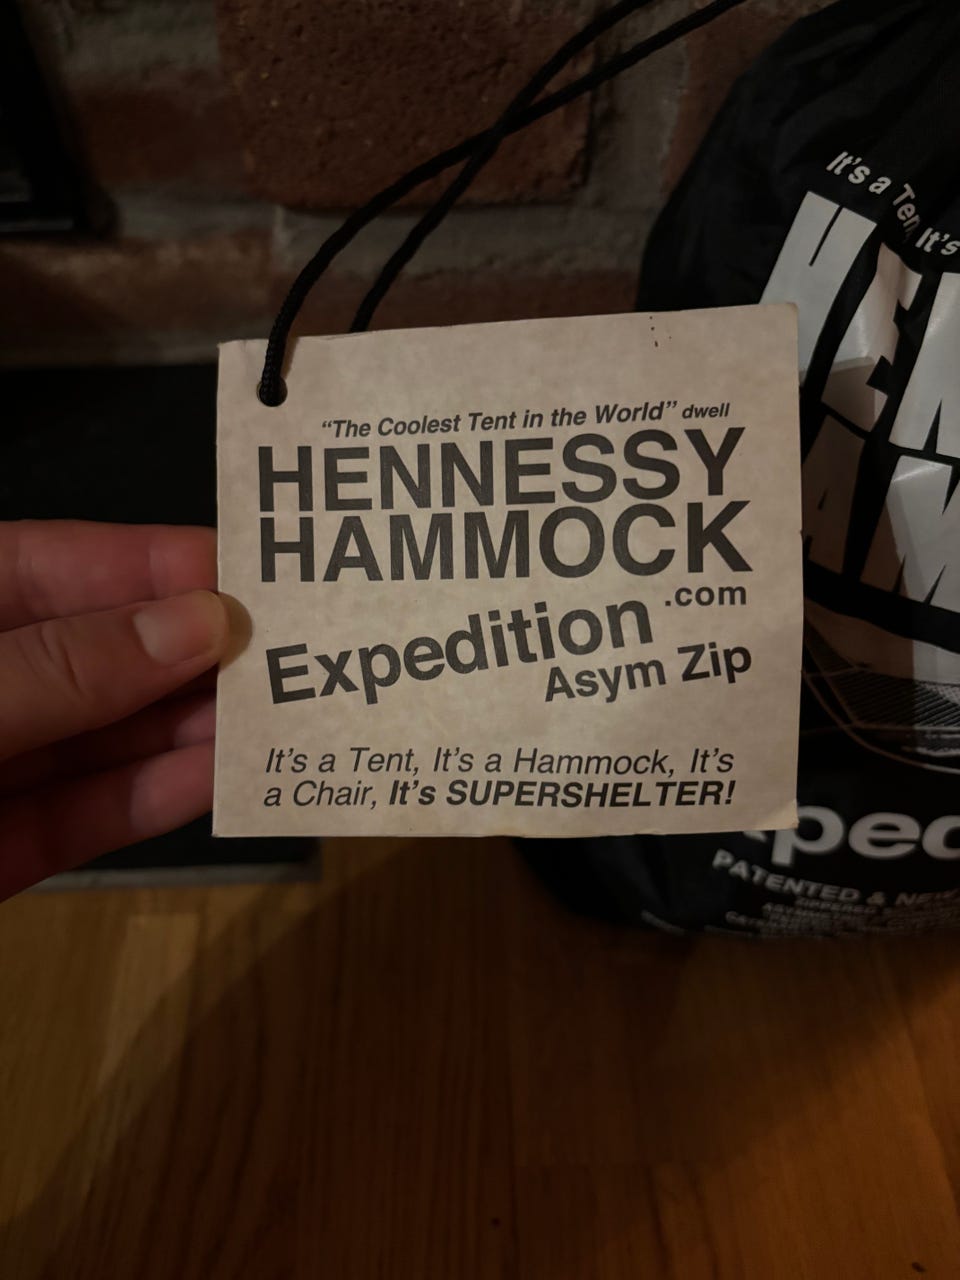 "The Coolest Tent in the World" dwell
HENNESSY
HAMMOCK
.com
Expedition
Asym Zip
It's a Tent, It's a Hammock, It's
a Chair, It's SUPERSHELTER!
It's a Ten, It's
PATENTED &
ZIPPERED